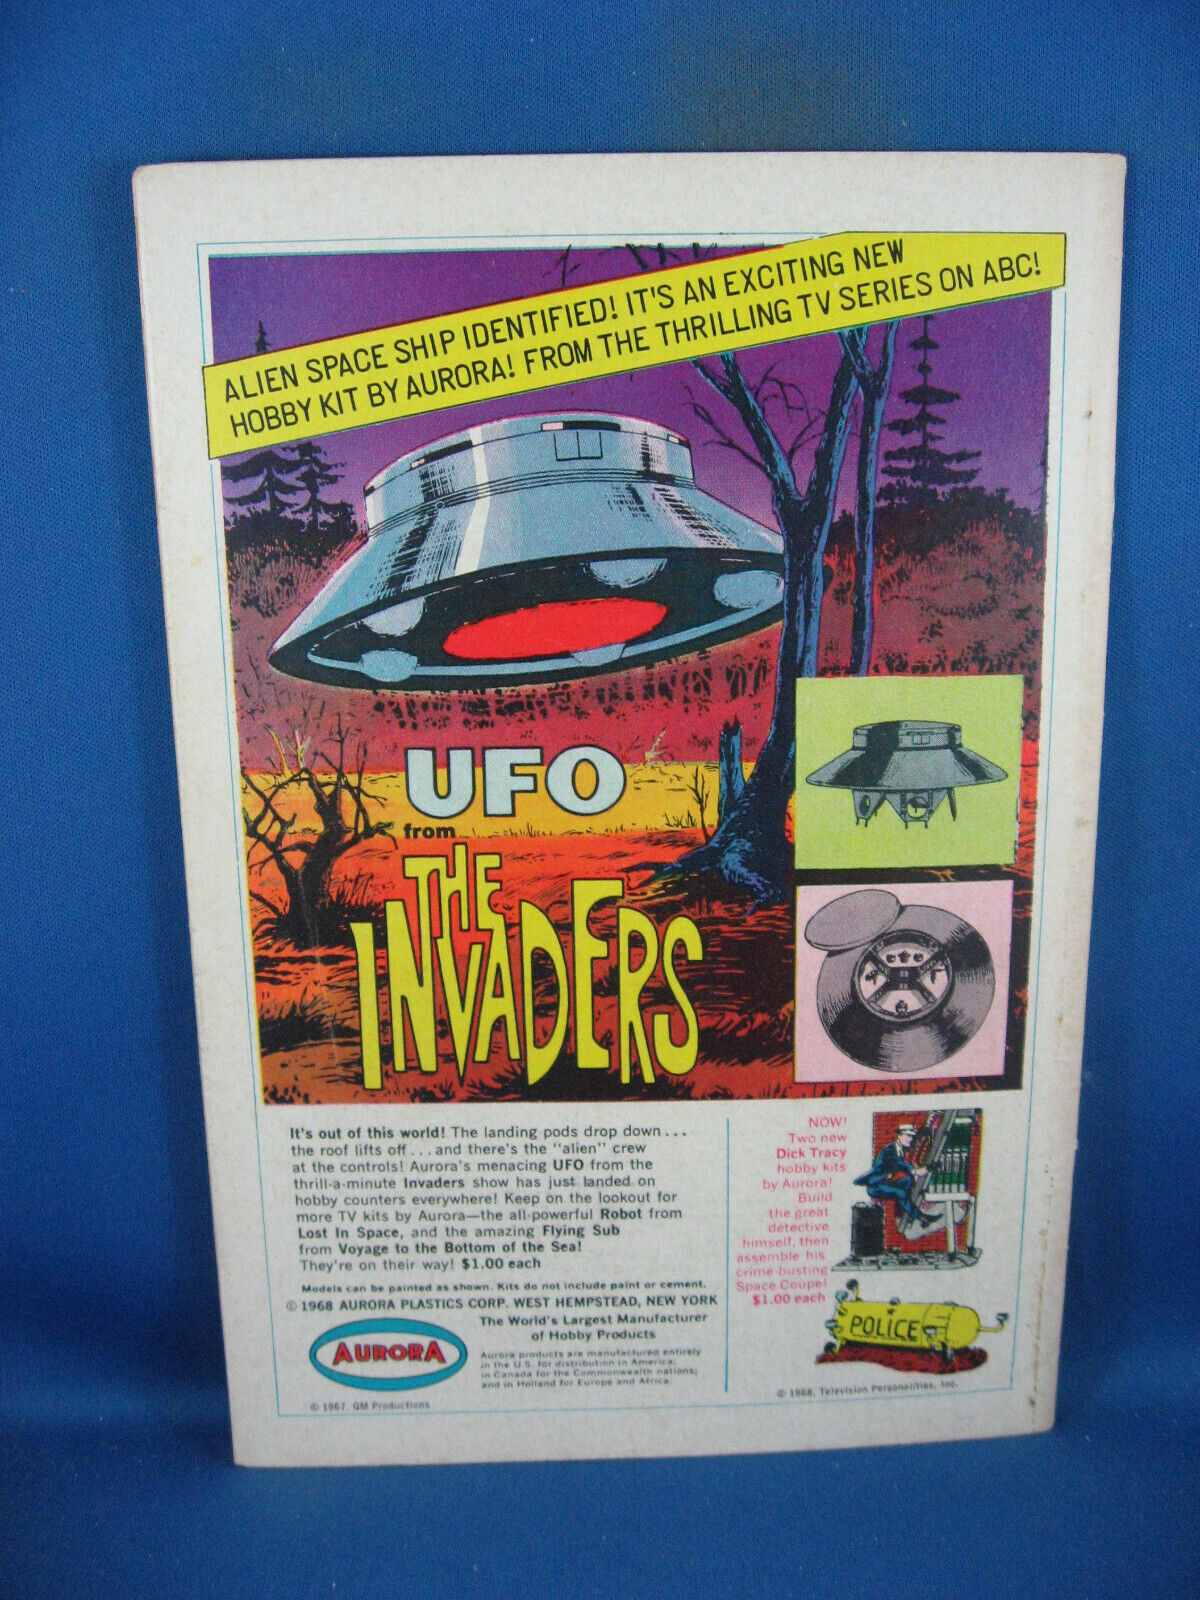 ALIEN SPACE SHIP IDENTIFIED! IT'S AN EXCITING NEW
HOBBY KIT BY AURORA! FROM THE THRILLING TV SERIES ON ABC!
UFO
from
THE
INVADERS
It's out of this world! The landing pods drop down...
the roof lifts off...and there's the "alien" crew
at the controls! Aurora's menacing UFO from the
thrill-a-minute Invaders show has just landed on
hobby counters everywhere! Keep on the lookout for
more TV kits by Aurora—the all-powerful Robot from
Lost In Space, and the amazing Flying Sub
from Voyage to the Bottom of the Sea!
They're on their way! $1.00 each
Models can be painted as shown. Kits do not include paint or cement.
© 1968 AURORA PLASTICS CORP. WEST HEMPSTEAD, NEW YORK
The World's Largest Manufacturer
of Hobby Products
AURORA
Aurora products are manufactured entirely
in the U.S. for distribution in America;
in Canada for the Commonwealth nations;
and in Holland for Europe and Africa.
© 1967, QM Productions
NOW!
Two new
Dick Tracy
hobby kits
by Aurora!
Build
the great
detective
himself, then
assemble his
crime-busting
Space Coupe!
$1.00 each
POLICE
© 1968, Television Personalities, Inc.